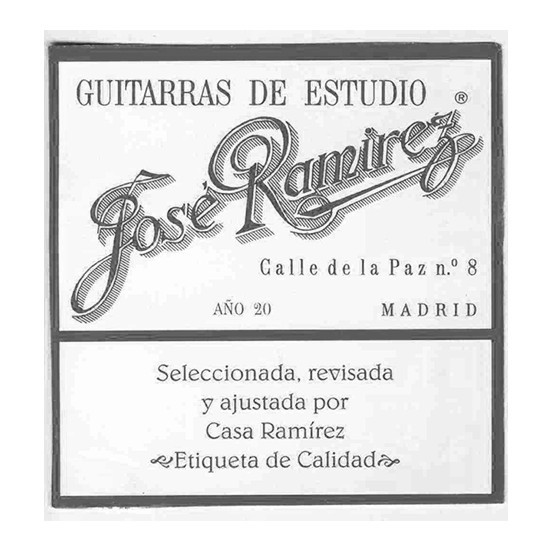 GUITARRAS DE ESTUDIO ®
José Ramírez
Calle de la Paz n.º 8
AÑO 20 MADRID
Seleccionada, revisada
y ajustada por
Casa Ramírez
Etiqueta de Calidad